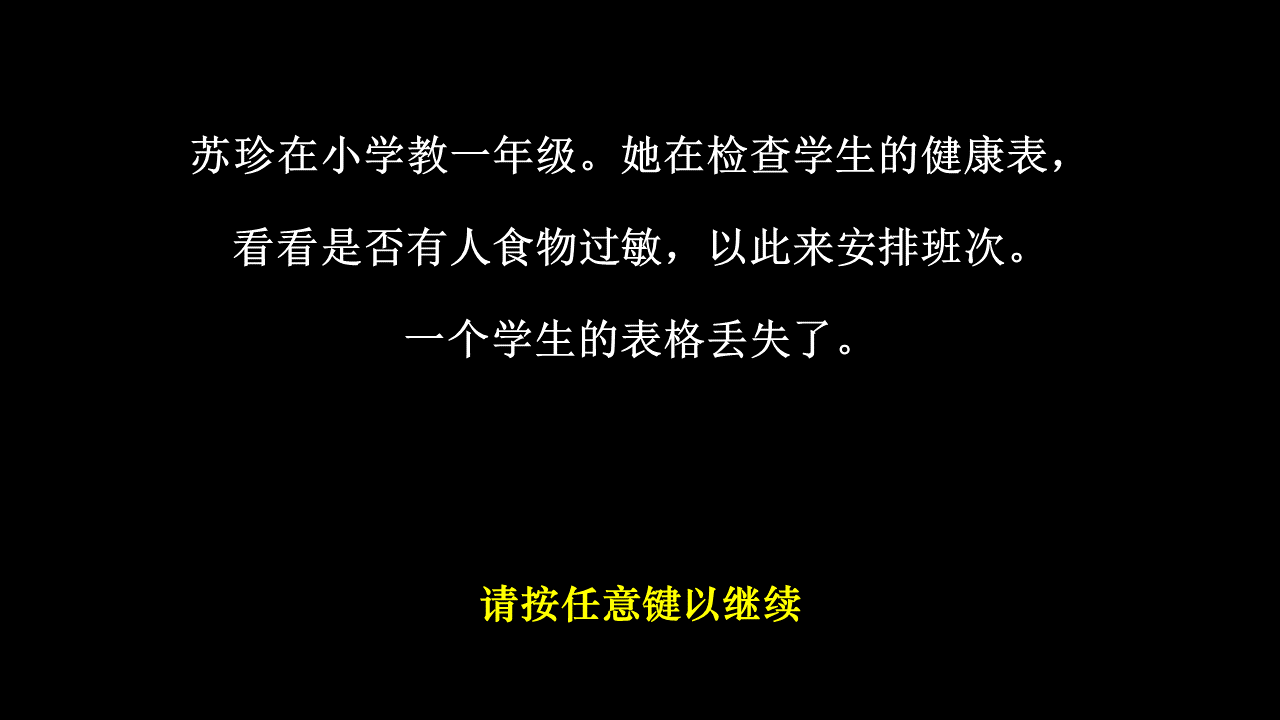 苏珍在小学教一年级。她在检查学生的健康表，
看看是否有人食物过敏，以此来安排班次。
一个学生的表格丢失了。
请按任意键以继续